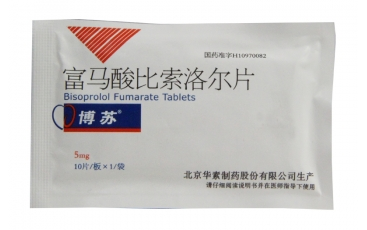 国药准字H10970082
富马酸比索洛尔片
Bisoprolol Fumarate Tablets
博苏®
5mg
10片/板×1/袋
北京华素制药股份有限公司生产
请仔细阅读说明书并在医师指导下使用